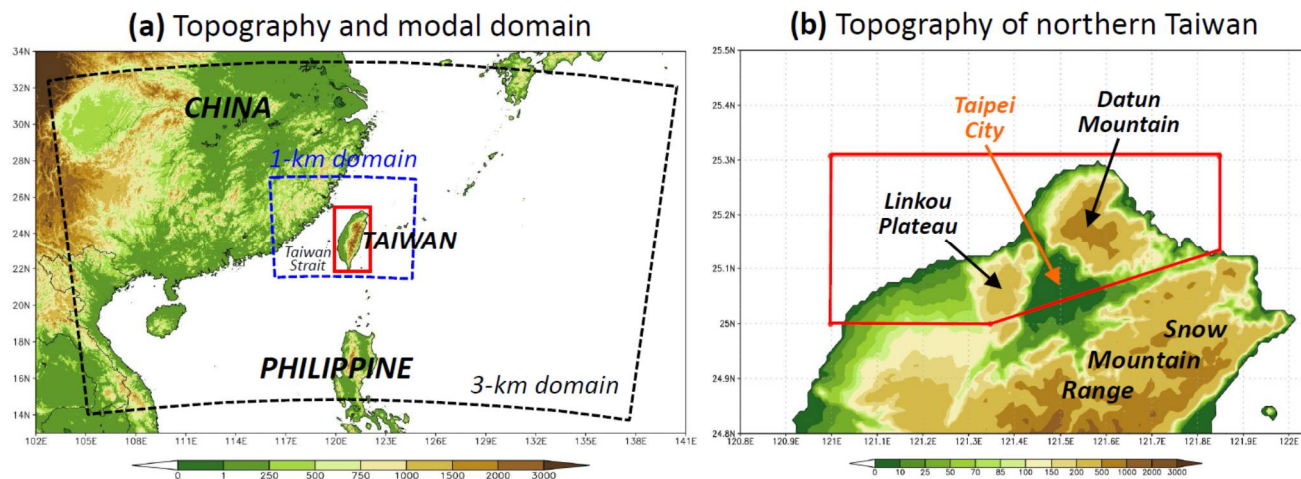 (a) Topography and modal domain
34N
32N
30N
28N
26N
24N
22N
20N
18N
16N
14N
CHINA
1-km domain
TAIWAN
Taiwan
Strait
PHILIPPINE
3-km domain
102E 105E 108E 111E 114E 117E 120E 123E 126E 129E 132E 135E 138E 141E
0 1 250 500 750 1000 1500 2000 3000
(b) Topography of northern Taiwan
25.5N
25.4N
25.3N
25.2N
25.1N
25N
24.9N
24.8N
Taipei
City
Datun
Mountain
Linkou
Plateau
Snow
Mountain
Range
120.8E 120.9E 121E 121.1E 121.2E 121.3E 121.4E 121.5E 121.6E 121.7E 121.8E 121.9E 122E
0 10 25 50 70 85 100 150 200 500 1000 2000 3000